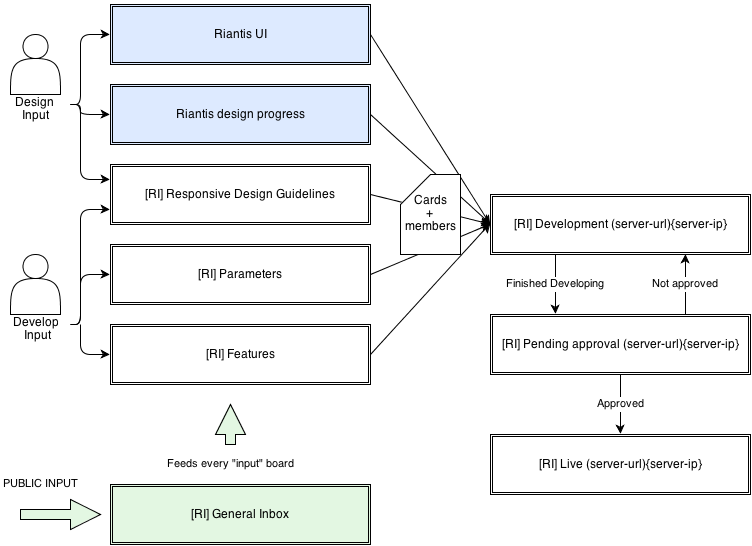 Riantis UI
Design
Input
Riantis design progress
[RI] Responsive Design Guidelines
Cards
+
members
[RI] Development (server-url){server-ip}
Develop
Input
[RI] Parameters
Finished Developing
Not approved
[RI] Features
[RI] Pending approval (server-url){server-ip}
Approved
Feeds every "input" board
[RI] Live (server-url){server-ip}
PUBLIC INPUT
[RI] General Inbox